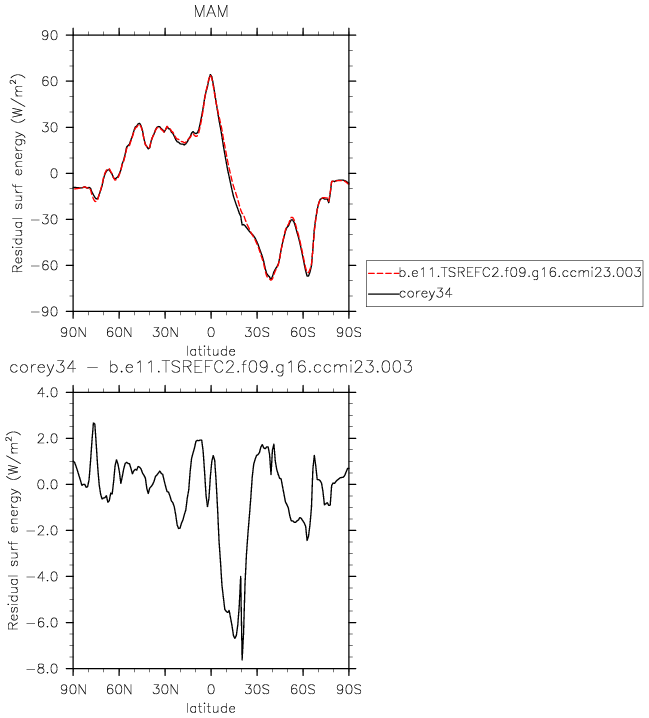 MAM
Residual surf energy (W/m²)
90
60
30
0
−30
−60
−90
90N 60N 30N 0 30S 60S 90S
latitude
b.e11.TSREFC2.f09.g16.ccmi23.003
corey34
corey34 − b.e11.TSREFC2.f09.g16.ccmi23.003
Residual surf energy (W/m²)
4.0
2.0
0.0
−2.0
−4.0
−6.0
−8.0
90N 60N 30N 0 30S 60S 90S
latitude